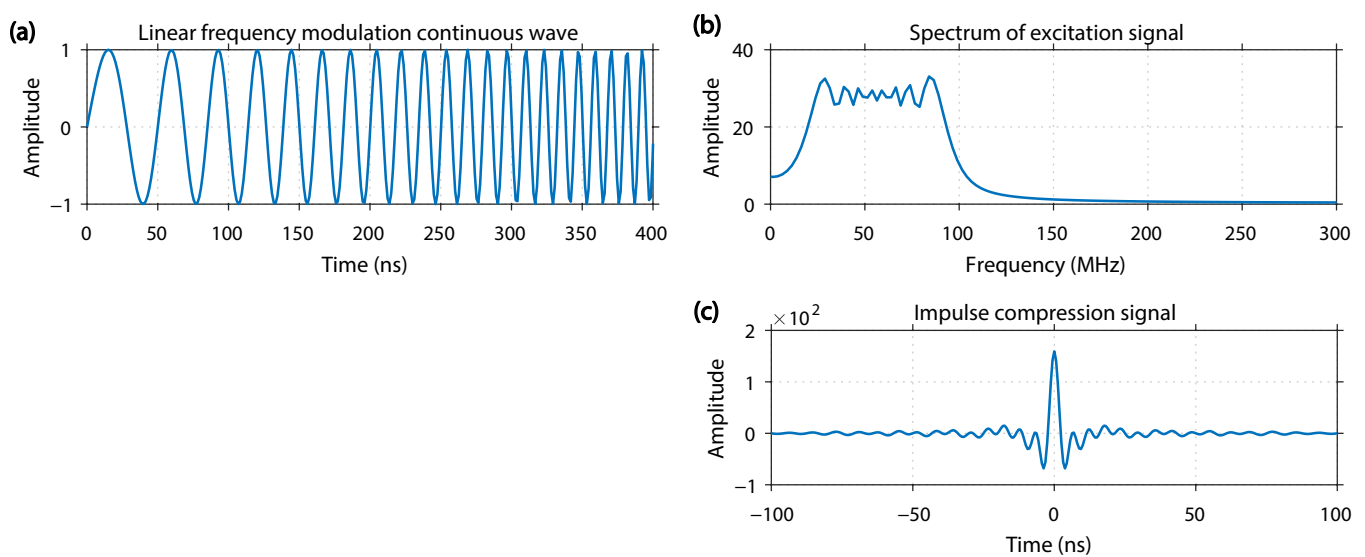 (a)
Linear frequency modulation continuous wave
Amplitude
1
0
−1
0 50 100 150 200 250 300 350 400
Time (ns)
(b)
Spectrum of excitation signal
Amplitude
40
20
0
0 50 100 150 200 250 300
Frequency (MHz)
(c)
×10²
Impulse compression signal
Amplitude
2
1
0
−1
−100 −50 0 50 100
Time (ns)